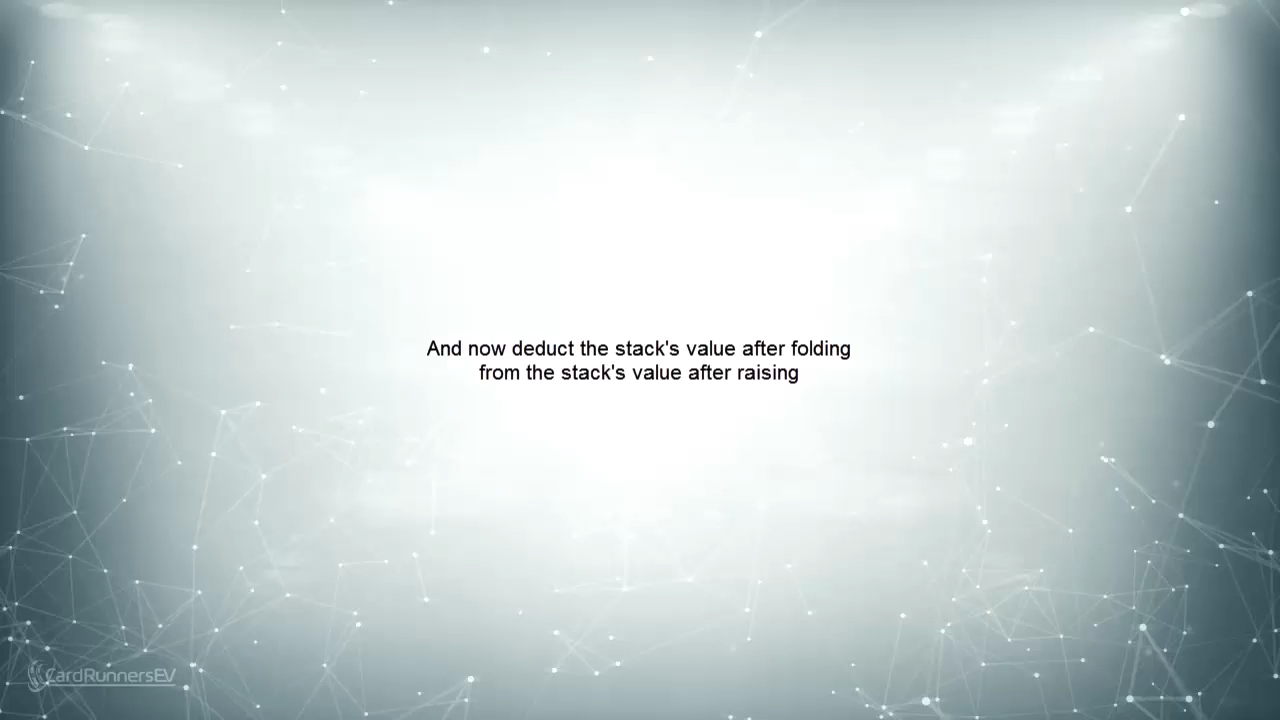 And now deduct the stack's value after folding
from the stack's value after raising
CardRunnersEV